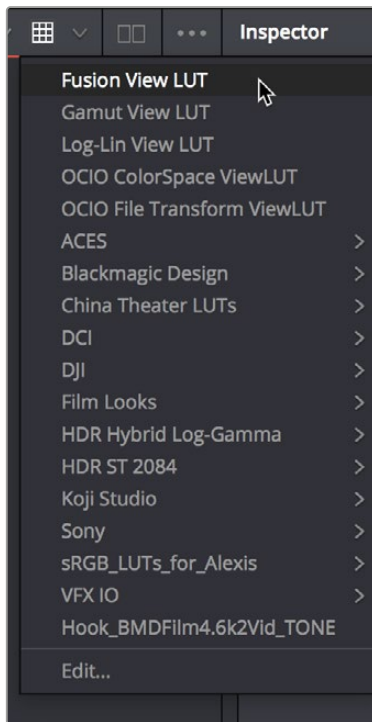 Inspector
Fusion View LUT
Gamut View LUT
Log-Lin View LUT
OCIO ColorSpace ViewLUT
OCIO File Transform ViewLUT
ACES
Blackmagic Design
China Theater LUTs
DCI
DJI
Film Looks
HDR Hybrid Log-Gamma
HDR ST 2084
Koji Studio
Sony
sRGB_LUTs_for_Alexis
VFX IO
Hook_BMDFilm4.6k2Vid_TONE
Edit...